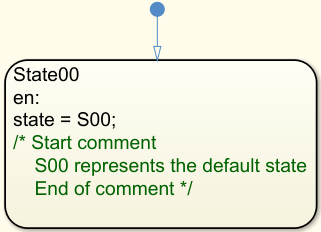 State00
en:
state = S00;
/* Start comment
S00 represents the default state
End of comment */